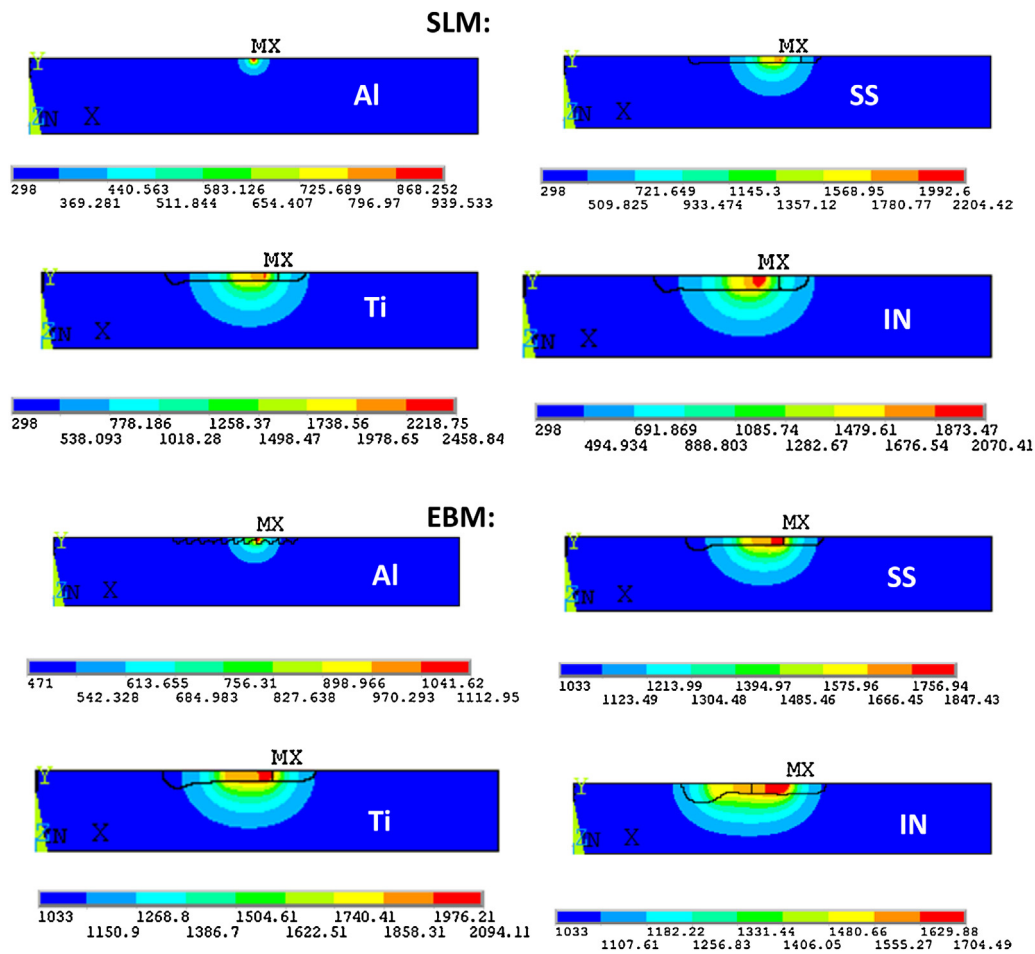 SLM:
MX
Y
ZN X
Al
298 440.563 583.126 725.689 868.252
369.281 511.844 654.407 796.97 939.533
MX
Y
ZN X
SS
298 721.649 1145.3 1568.95 1992.6
509.825 933.474 1357.12 1780.77 2204.42
MX
Y
ZN X
Ti
298 778.186 1258.37 1738.56 2218.75
538.093 1018.28 1498.47 1978.65 2458.84
MX
Y
ZN X
IN
298 691.869 1085.74 1479.61 1873.47
494.934 888.803 1282.67 1676.54 2070.41
EBM:
MX
Y
ZN X
Al
471 613.655 756.31 898.966 1041.62
542.328 684.983 827.638 970.293 1112.95
MX
Y
ZN X
SS
1033 1213.99 1394.97 1575.96 1756.94
1123.49 1304.48 1485.46 1666.45 1847.43
MX
Y
ZN X
Ti
1033 1268.8 1504.61 1740.41 1976.21
1150.9 1386.7 1622.51 1858.31 2094.11
MX
Y
ZN X
IN
1033 1182.22 1331.44 1480.66 1629.88
1107.61 1256.83 1406.05 1555.27 1704.49